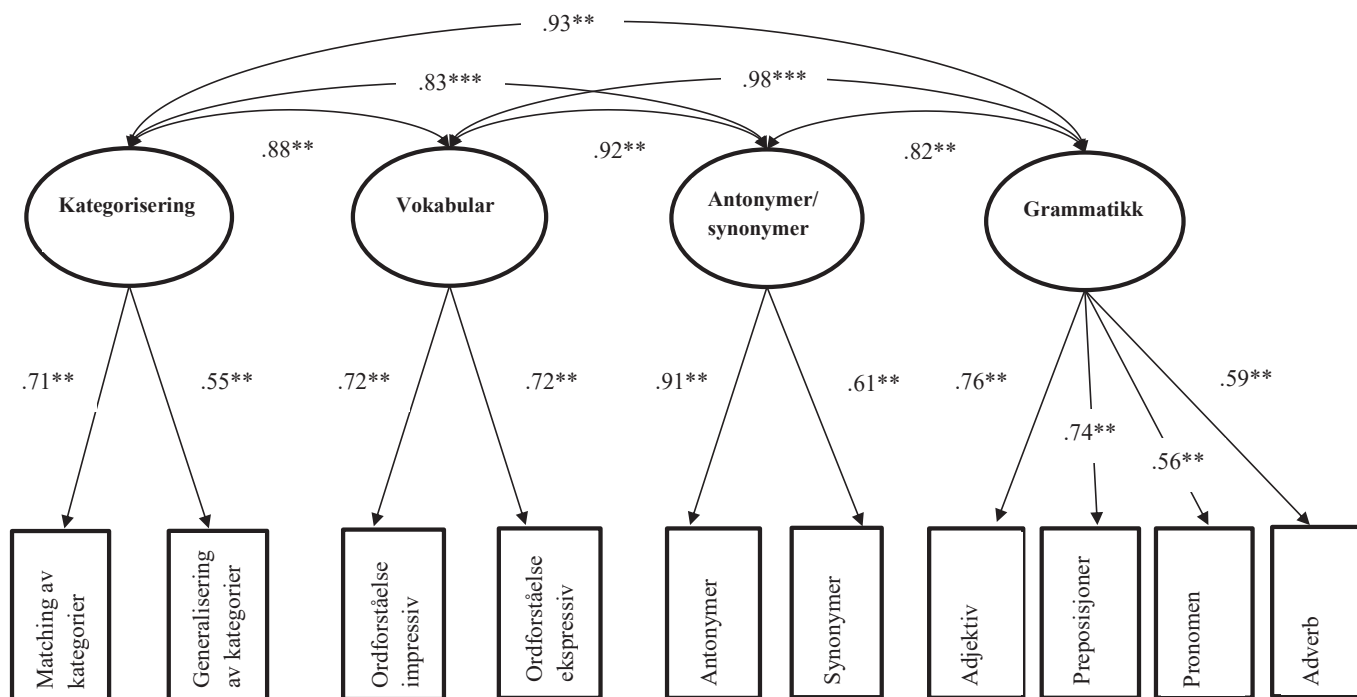 .93**
.83***
.98***
.88**
.92**
.82**
Kategorisering
Vokabular
Antonymer/
synonymer
Grammatikk
.71**
.55**
.72**
.72**
.91**
.61**
.76**
.74**
.56**
.59**
Matching av
kategorier
Generalisering
av kategorier
Ordforståelse
impressiv
Ordforståelse
ekspressiv
Antonymer
Synonymer
Adjektiv
Preposisjoner
Pronomen
Adverb